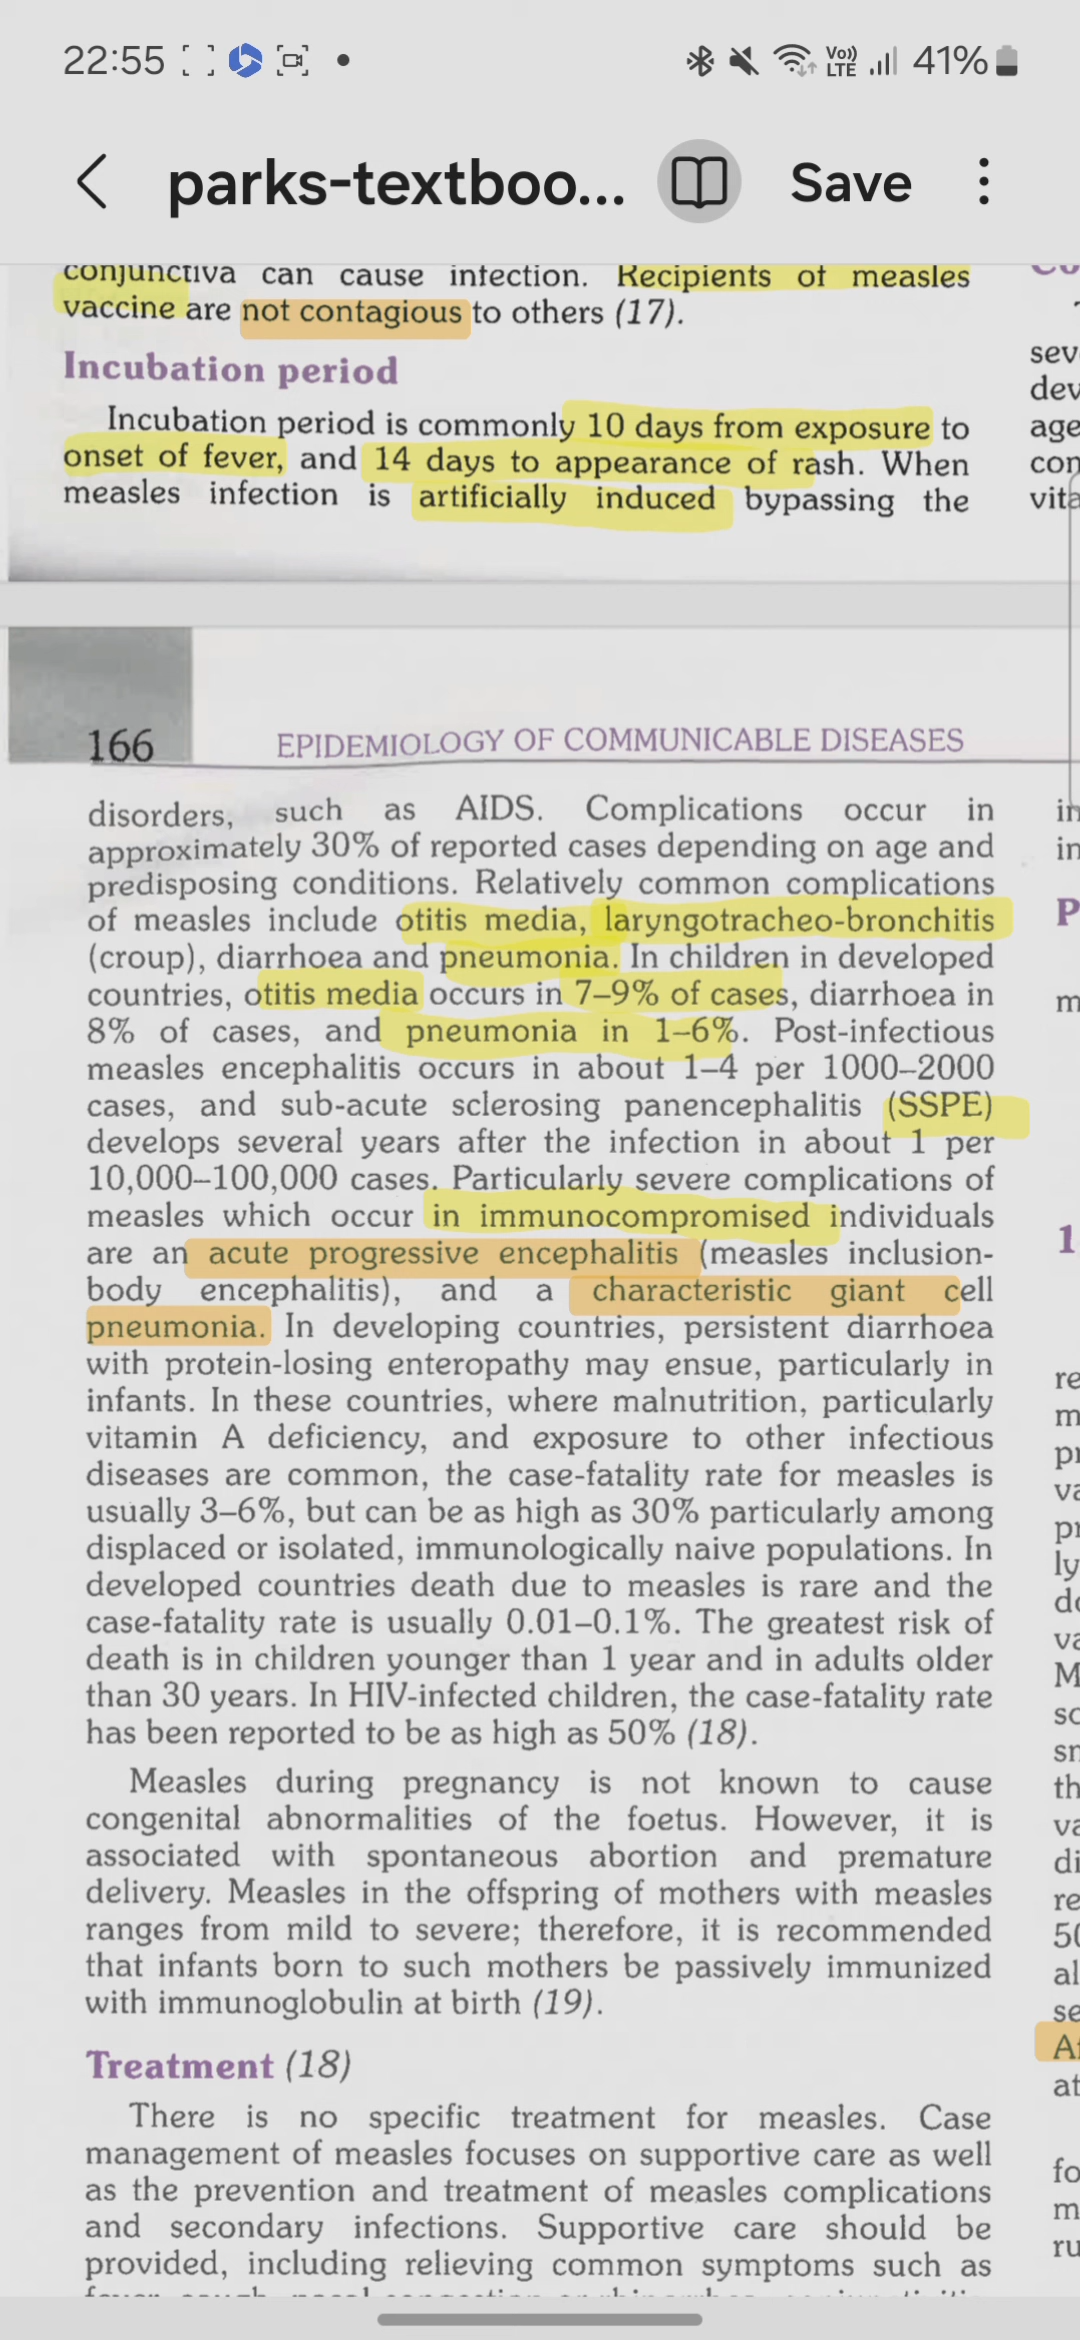 22:55
Vo)) LTE 41%
parks-textboo... Save
conjunctiva can cause infection. Recipients of measles
vaccine are not contagious to others (17).
Incubation period
Incubation period is commonly 10 days from exposure to
onset of fever, and 14 days to appearance of rash. When
measles infection is artificially induced bypassing the
166 EPIDEMIOLOGY OF COMMUNICABLE DISEASES
disorders, such as AIDS. Complications occur in
approximately 30% of reported cases depending on age and
predisposing conditions. Relatively common complications
of measles include otitis media, laryngotracheo-bronchitis
(croup), diarrhoea and pneumonia. In children in developed
countries, otitis media occurs in 7–9% of cases, diarrhoea in
8% of cases, and pneumonia in 1–6%. Post-infectious
measles encephalitis occurs in about 1–4 per 1000–2000
cases, and sub-acute sclerosing panencephalitis (SSPE)
develops several years after the infection in about 1 per
10,000–100,000 cases. Particularly severe complications of
measles which occur in immunocompromised individuals
are an acute progressive encephalitis (measles inclusion-
body encephalitis), and a characteristic giant cell
pneumonia. In developing countries, persistent diarrhoea
with protein-losing enteropathy may ensue, particularly in
infants. In these countries, where malnutrition, particularly
vitamin A deficiency, and exposure to other infectious
diseases are common, the case-fatality rate for measles is
usually 3–6%, but can be as high as 30% particularly among
displaced or isolated, immunologically naive populations. In
developed countries death due to measles is rare and the
case-fatality rate is usually 0.01–0.1%. The greatest risk of
death is in children younger than 1 year and in adults older
than 30 years. In HIV-infected children, the case-fatality rate
has been reported to be as high as 50% (18).
Measles during pregnancy is not known to cause
congenital abnormalities of the foetus. However, it is
associated with spontaneous abortion and premature
delivery. Measles in the offspring of mothers with measles
ranges from mild to severe; therefore, it is recommended
that infants born to such mothers be passively immunized
with immunoglobulin at birth (19).
Treatment (18)
There is no specific treatment for measles. Case
management of measles focuses on supportive care as well
as the prevention and treatment of measles complications
and secondary infections. Supportive care should be
provided, including relieving common symptoms such as